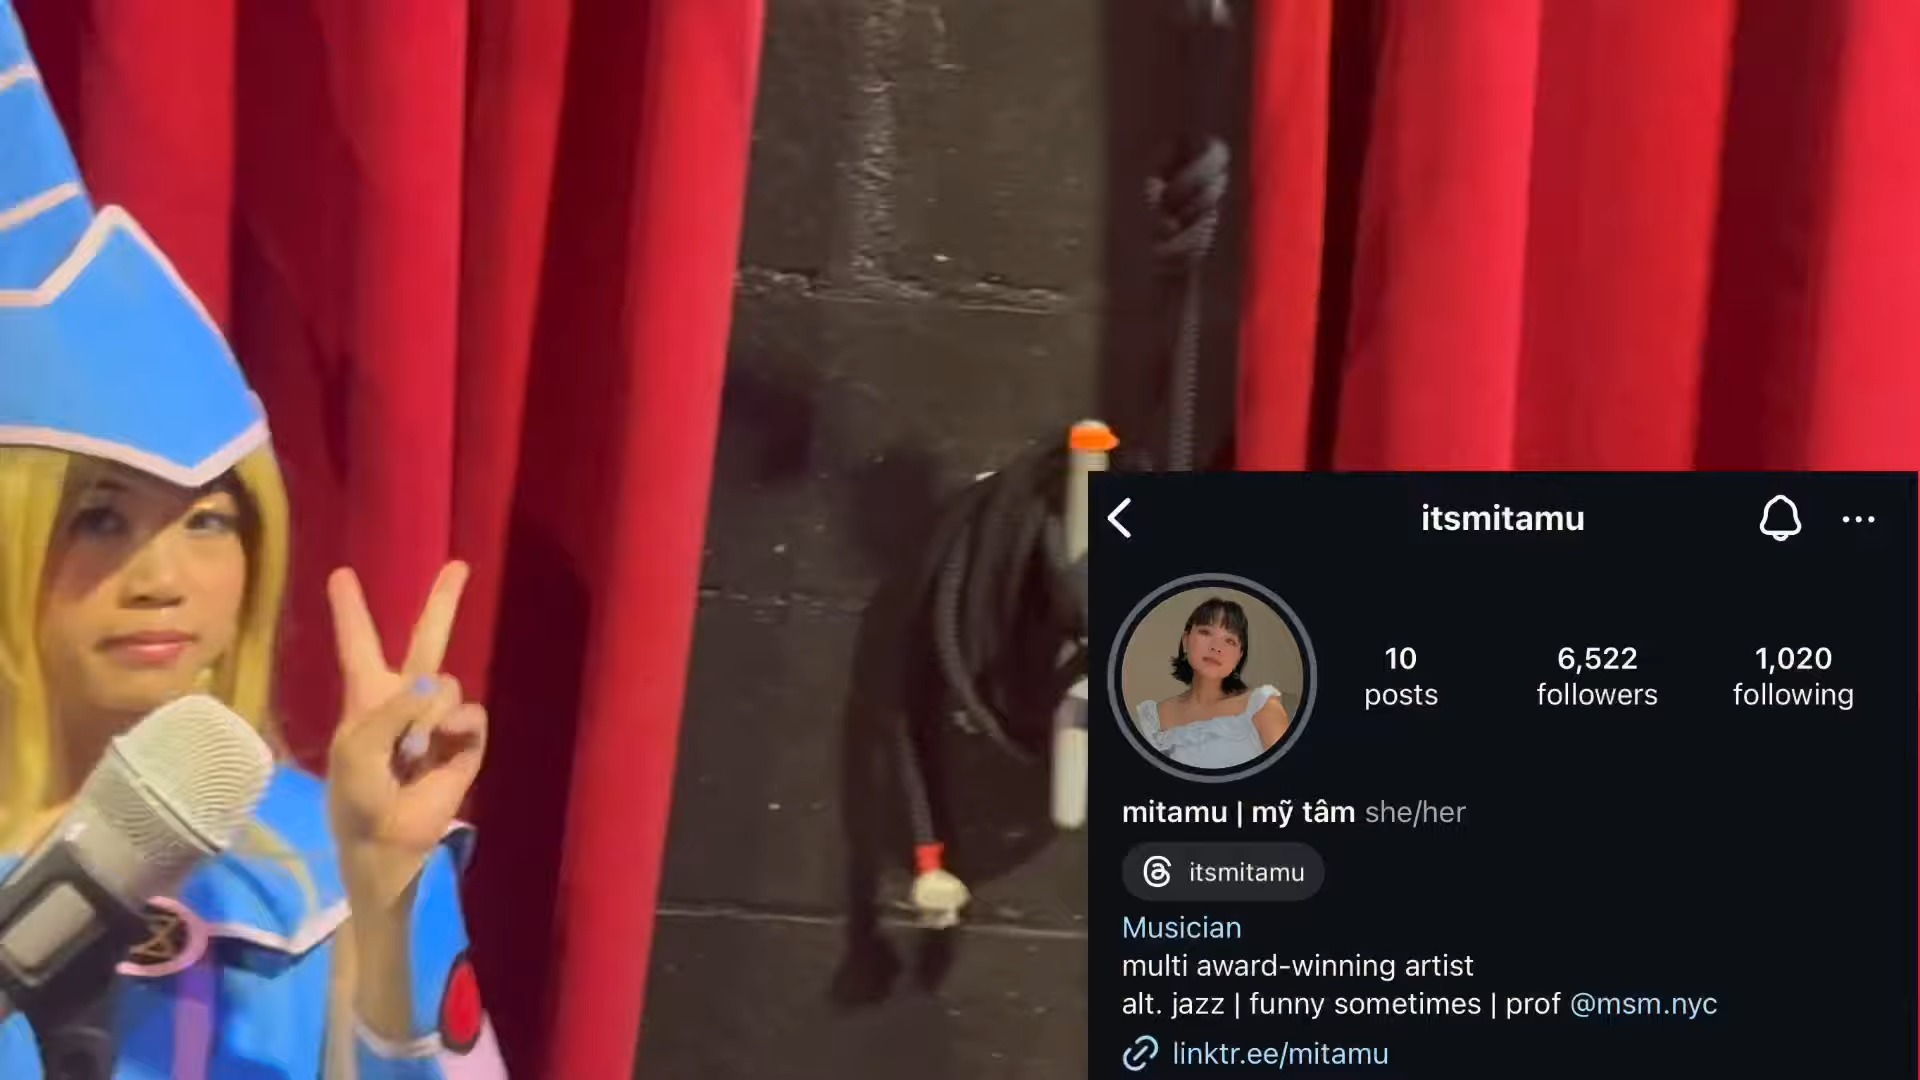 itsmitamu
10 posts
6,522 followers
1,020 following
mitamu | mỹ tâm she/her
itsmitamu
Musician
multi award-winning artist
alt. jazz | funny sometimes | prof @msm.nyc
linktr.ee/mitamu